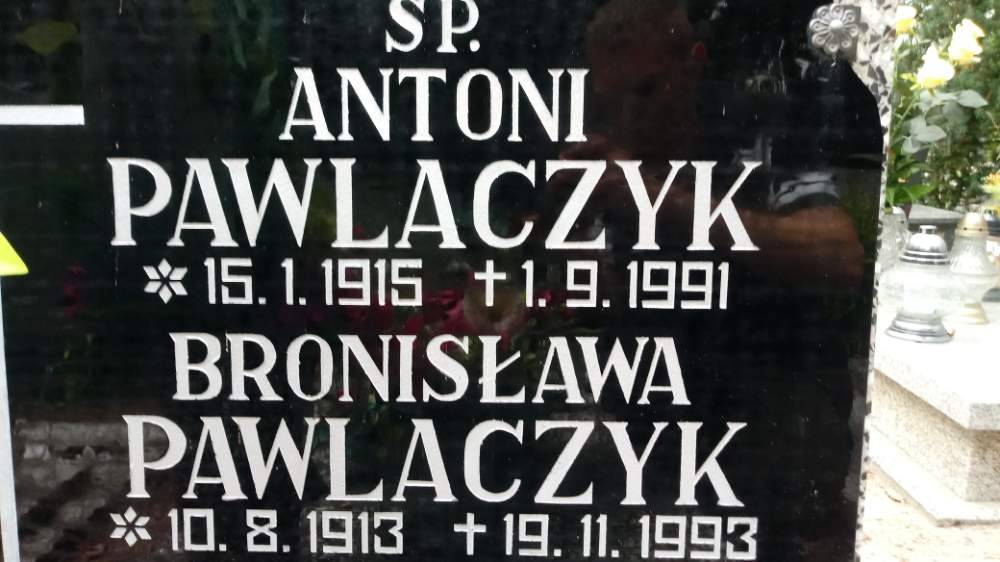 SP.
ANTONI
PAWLACZYK
* 15. 1. 1915 † 1. 9. 1991
BRONISŁAWA
PAWLACZYK
* 10. 8. 1913 † 19. 11. 1993